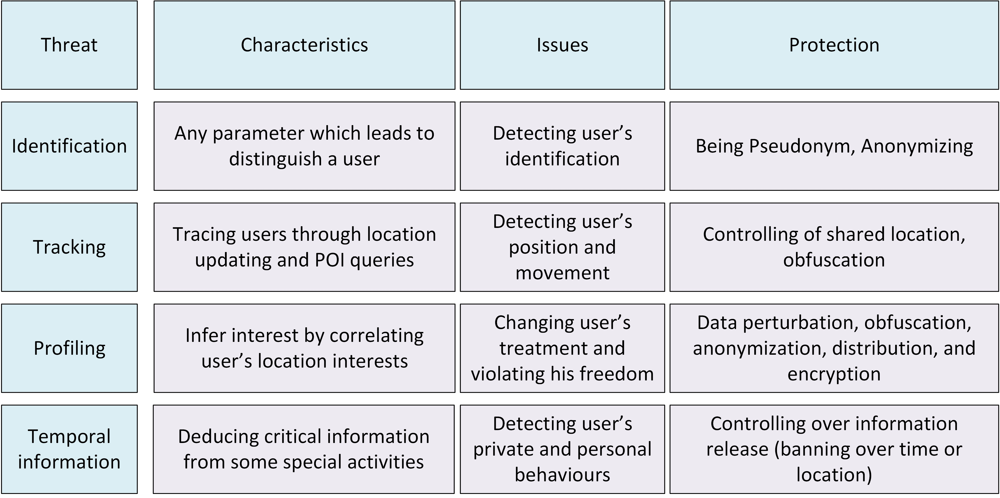 Threat
Characteristics
Issues
Protection
Identification
Any parameter which leads to
distinguish a user
Detecting user’s
identification
Being Pseudonym, Anonymizing
Tracking
Tracing users through location
updating and POI queries
Detecting user’s
position and
movement
Controlling of shared location,
obfuscation
Profiling
Infer interest by correlating
user’s location interests
Changing user’s
treatment and
violating his freedom
Data perturbation, obfuscation,
anonymization, distribution, and
encryption
Temporal
information
Deducing critical information
from some special activities
Detecting user’s
private and personal
behaviours
Controlling over information
release (banning over time or
location)